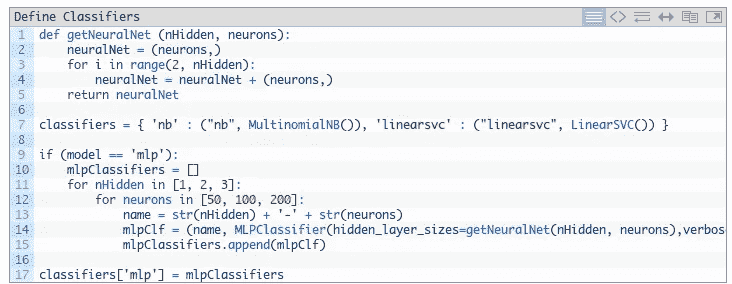 Define Classifiers
1 def getNeuralNet (nHidden, neurons):
2     neuralNet = (neurons,)
3     for i in range(2, nHidden):
4         neuralNet = neuralNet + (neurons,)
5     return neuralNet
6
7 classifiers = { 'nb' : ("nb", MultinomialNB()), 'linearsvc' : ("linearsvc", LinearSVC()) }
8
9 if (model == 'mlp'):
10     mlpClassifiers = []
11     for nHidden in [1, 2, 3]:
12         for neurons in [50, 100, 200]:
13             name = str(nHidden) + '-' + str(neurons)
14             mlpClf = (name, MLPClassifier(hidden_layer_sizes=getNeuralNet(nHidden, neurons),verbos
15             mlpClassifiers.append(mlpClf)
16
17 classifiers['mlp'] = mlpClassifiers